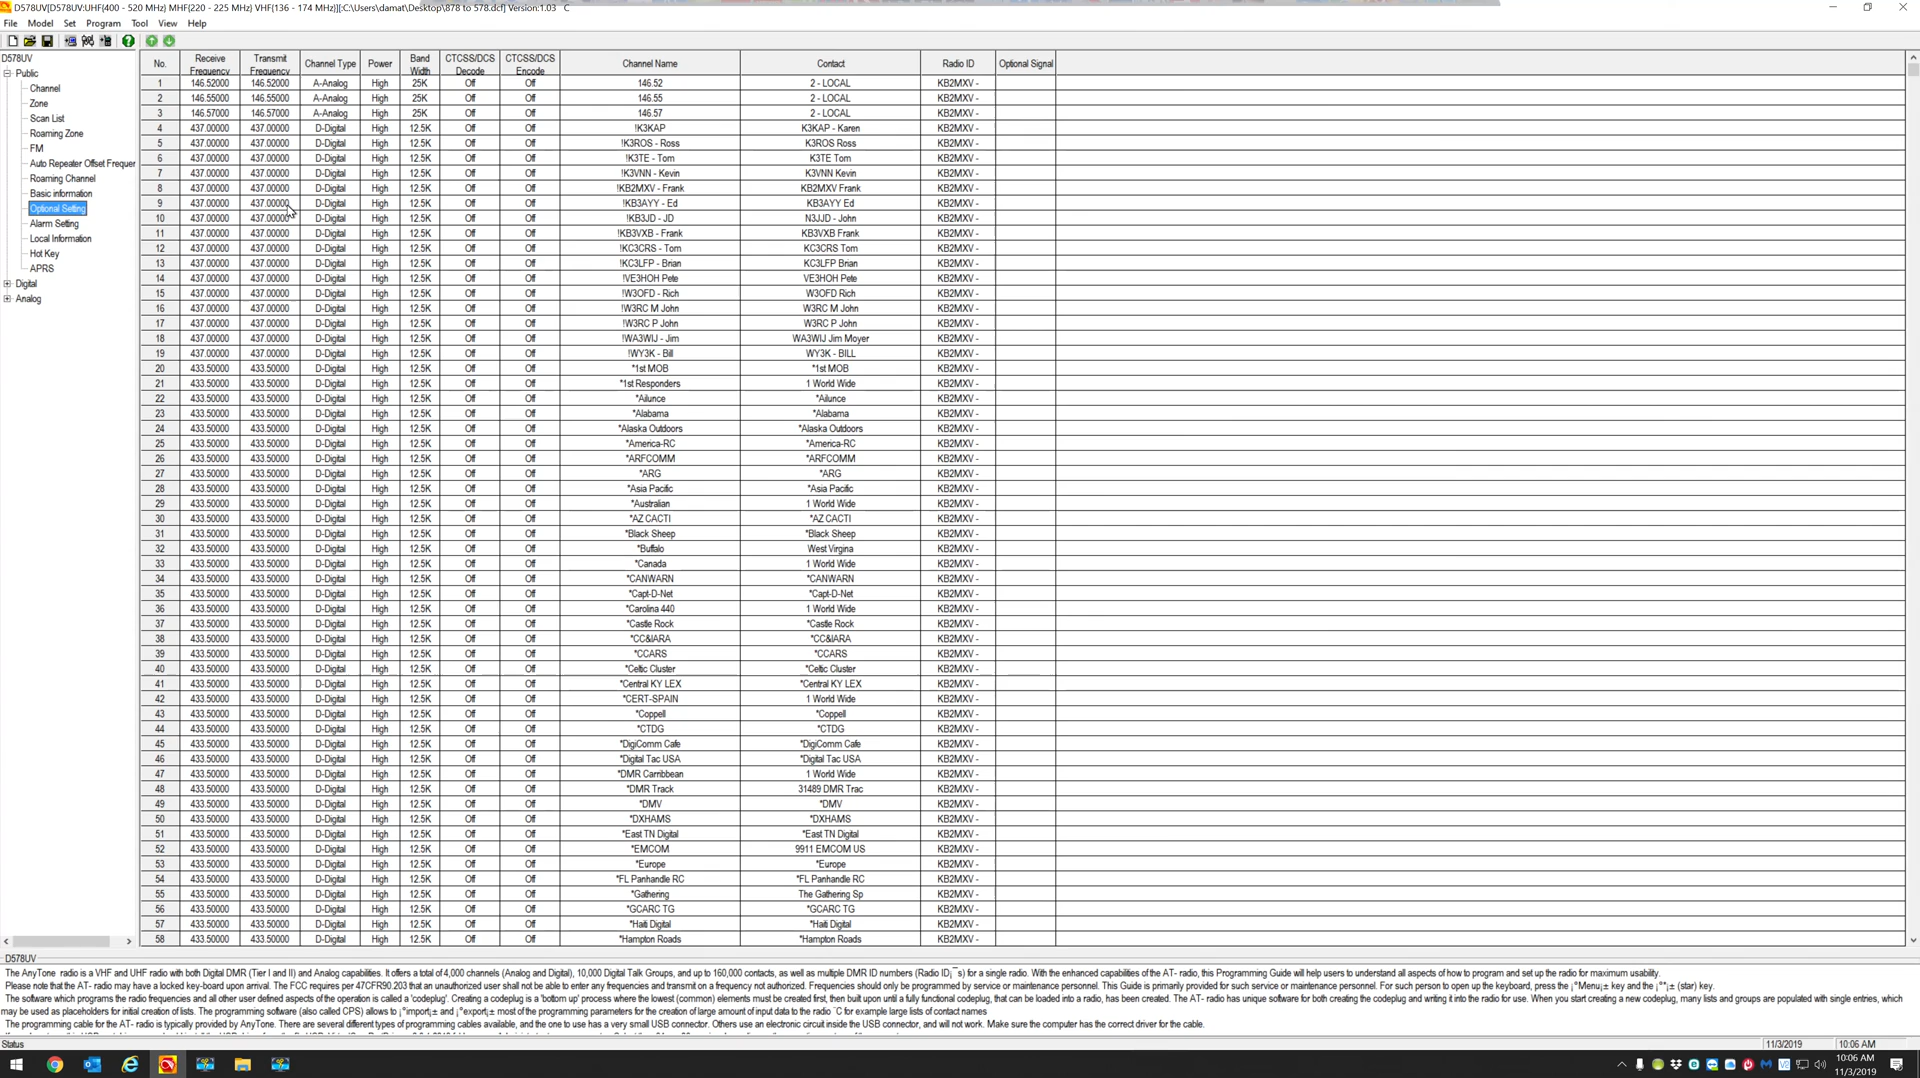 D578UV[D578UV:UHF(400 - 520 MHz) MHF(220 - 225 MHz) VHF(136 - 174 MHz)][:C:\Users\damat\Desktop\878 to 578.dcf] Version:1.03 C
File Model Set Program Tool View Help
D578UV
Public
Channel
Zone
Scan List
Roaming Zone
FM
Auto Repeater Offset Frequer
Roaming Channel
Basic information
Optional Setting
Alarm Setting
Local Information
Hot Key
APRS
Digital
Analog
No. Receive Frequency Transmit Frequency Channel Type Power Band Width CTCSS/DCS Decode CTCSS/DCS Encode Channel Name Contact Radio ID Optional Signal
1 146.52000 146.52000 A-Analog High 25K Off Off 146.52 2 - LOCAL KB2MXV -
2 146.55000 146.55000 A-Analog High 25K Off Off 146.55 2 - LOCAL KB2MXV -
3 146.57000 146.57000 A-Analog High 25K Off Off 146.57 2 - LOCAL KB2MXV -
4 437.00000 437.00000 D-Digital High 12.5K Off Off !K3KAP K3KAP - Karen KB2MXV -
5 437.00000 437.00000 D-Digital High 12.5K Off Off !K3ROS - Ross K3ROS Ross KB2MXV -
6 437.00000 437.00000 D-Digital High 12.5K Off Off !K3TE - Tom K3TE Tom KB2MXV -
7 437.00000 437.00000 D-Digital High 12.5K Off Off !K3VNN - Kevin K3VNN Kevin KB2MXV -
8 437.00000 437.00000 D-Digital High 12.5K Off Off !KB2MXV - Frank KB2MXV Frank KB2MXV -
9 437.00000 437.00000 D-Digital High 12.5K Off Off !KB3AYY - Ed KB3AYY Ed KB2MXV -
10 437.00000 437.00000 D-Digital High 12.5K Off Off !KB3JD - JD N3JJD - John KB2MXV -
11 437.00000 437.00000 D-Digital High 12.5K Off Off !KB3VXB - Frank KB3VXB Frank KB2MXV -
12 437.00000 437.00000 D-Digital High 12.5K Off Off !KC3CRS - Tom KC3CRS Tom KB2MXV -
13 437.00000 437.00000 D-Digital High 12.5K Off Off !KC3LFP - Brian KC3LFP Brian KB2MXV -
14 437.00000 437.00000 D-Digital High 12.5K Off Off !VE3HOH Pete VE3HOH Pete KB2MXV -
15 437.00000 437.00000 D-Digital High 12.5K Off Off !W3OFD - Rich W3OFD Rich KB2MXV -
16 437.00000 437.00000 D-Digital High 12.5K Off Off !W3RC M John W3RC M John KB2MXV -
17 437.00000 437.00000 D-Digital High 12.5K Off Off !W3RC P John W3RC P John KB2MXV -
18 437.00000 437.00000 D-Digital High 12.5K Off Off !WA3WIJ - Jim WA3WIJ Jim Moyer KB2MXV -
19 437.00000 437.00000 D-Digital High 12.5K Off Off !WY3K - Bill WY3K - BILL KB2MXV -
20 433.50000 433.50000 D-Digital High 12.5K Off Off *1st MOB *1st MOB KB2MXV -
21 433.50000 433.50000 D-Digital High 12.5K Off Off *1st Responders 1 World Wide KB2MXV -
22 433.50000 433.50000 D-Digital High 12.5K Off Off *Ailunce *Ailunce KB2MXV -
23 433.50000 433.50000 D-Digital High 12.5K Off Off *Alabama *Alabama KB2MXV -
24 433.50000 433.50000 D-Digital High 12.5K Off Off *Alaska Outdoors *Alaska Outdoors KB2MXV -
25 433.50000 433.50000 D-Digital High 12.5K Off Off *America-RC *America-RC KB2MXV -
26 433.50000 433.50000 D-Digital High 12.5K Off Off *ARFCOMM *ARFCOMM KB2MXV -
27 433.50000 433.50000 D-Digital High 12.5K Off Off *ARG *ARG KB2MXV -
28 433.50000 433.50000 D-Digital High 12.5K Off Off *Asia Pacific *Asia Pacific KB2MXV -
29 433.50000 433.50000 D-Digital High 12.5K Off Off *Australian 1 World Wide KB2MXV -
30 433.50000 433.50000 D-Digital High 12.5K Off Off *AZ CACTI *AZ CACTI KB2MXV -
31 433.50000 433.50000 D-Digital High 12.5K Off Off *Black Sheep *Black Sheep KB2MXV -
32 433.50000 433.50000 D-Digital High 12.5K Off Off *Buffalo West Virgina KB2MXV -
33 433.50000 433.50000 D-Digital High 12.5K Off Off *Canada 1 World Wide KB2MXV -
34 433.50000 433.50000 D-Digital High 12.5K Off Off *CANWARN *CANWARN KB2MXV -
35 433.50000 433.50000 D-Digital High 12.5K Off Off *Capt-D-Net *Capt-D-Net KB2MXV -
36 433.50000 433.50000 D-Digital High 12.5K Off Off *Carolina 440 1 World Wide KB2MXV -
37 433.50000 433.50000 D-Digital High 12.5K Off Off *Castle Rock *Castle Rock KB2MXV -
38 433.50000 433.50000 D-Digital High 12.5K Off Off *CC&IARA *CC&IARA KB2MXV -
39 433.50000 433.50000 D-Digital High 12.5K Off Off *CCARS *CCARS KB2MXV -
40 433.50000 433.50000 D-Digital High 12.5K Off Off *Celtic Cluster *Celtic Cluster KB2MXV -
41 433.50000 433.50000 D-Digital High 12.5K Off Off *Central KY LEX *Central KY LEX KB2MXV -
42 433.50000 433.50000 D-Digital High 12.5K Off Off *CERT-SPAIN 1 World Wide KB2MXV -
43 433.50000 433.50000 D-Digital High 12.5K Off Off *Coppell *Coppell KB2MXV -
44 433.50000 433.50000 D-Digital High 12.5K Off Off *CTDG *CTDG KB2MXV -
45 433.50000 433.50000 D-Digital High 12.5K Off Off *DigiComm Cafe *DigiComm Cafe KB2MXV -
46 433.50000 433.50000 D-Digital High 12.5K Off Off *Digital Tac USA *Digital Tac USA KB2MXV -
47 433.50000 433.50000 D-Digital High 12.5K Off Off *DMR Carribbean 1 World Wide KB2MXV -
48 433.50000 433.50000 D-Digital High 12.5K Off Off *DMR Track 31489 DMR Trac KB2MXV -
49 433.50000 433.50000 D-Digital High 12.5K Off Off *DMV *DMV KB2MXV -
50 433.50000 433.50000 D-Digital High 12.5K Off Off *DXHAMS *DXHAMS KB2MXV -
51 433.50000 433.50000 D-Digital High 12.5K Off Off *East TN Digital *East TN Digital KB2MXV -
52 433.50000 433.50000 D-Digital High 12.5K Off Off *EMCOM 9911 EMCOM US KB2MXV -
53 433.50000 433.50000 D-Digital High 12.5K Off Off *Europe *Europe KB2MXV -
54 433.50000 433.50000 D-Digital High 12.5K Off Off *FL Panhandle RC *FL Panhandle RC KB2MXV -
55 433.50000 433.50000 D-Digital High 12.5K Off Off *Gathering The Gathering Sp KB2MXV -
56 433.50000 433.50000 D-Digital High 12.5K Off Off *GCARC TG *GCARC TG KB2MXV -
57 433.50000 433.50000 D-Digital High 12.5K Off Off *Haiti Digital *Haiti Digital KB2MXV -
58 433.50000 433.50000 D-Digital High 12.5K Off Off *Hampton Roads *Hampton Roads KB2MXV -
D578UV
The AnyTone radio is a VHF and UHF radio with both Digital DMR (Tier I and II) and Analog capabilities. It offers a total of 4,000 channels (Analog and Digital), 10,000 Digital Talk Groups, and up to 160,000 contacts, as well as multiple DMR ID numbers (Radio ID¡¯s) for a single radio. With the enhanced capabilities of the AT- radio, this Programming Guide will help users to understand all aspects of how to program and set up the radio for maximum usability.
Please note that the AT- radio may have a locked key-board upon arrival. The FCC requires per 47CFR90.203 that an unauthorized user shall not be able to enter any frequencies and transmit on a frequency not authorized. Frequencies should only be programmed by service or maintenance personnel. This Guide is primarily provided for such service or maintenance personnel. For such person to open up the keyboard, press the ¡°Menu¡± key and the ¡°*¡± (star) key.
The software which programs the radio frequencies and all other user defined aspects of the operation is called a 'codeplug'. Creating a codeplug is a 'bottom up' process where the lowest (common) elements must be created first, then built upon until a fully functional codeplug, that can be loaded into a radio, has been created. The AT- radio has unique software for both creating the codeplug and writing it into the radio for use. When you start creating a new codeplug, many lists and groups are populated with single entries, which
may be used as placeholders for initial creation of lists. The programming software (also called CPS) allows to ¡°import¡± and ¡°export¡± most of the programming parameters for the creation of large amount of input data to the radio ¨C for example large lists of contact names
The programming cable for the AT- radio is typically provided by AnyTone. There are several different types of programming cables available, and the one to use has a very small USB connector. Others use an electronic circuit inside the USB connector, and will not work. Make sure the computer has the correct driver for the cable.
Status 11/3/2019 10:06 AM
10:06 AM
11/3/2019